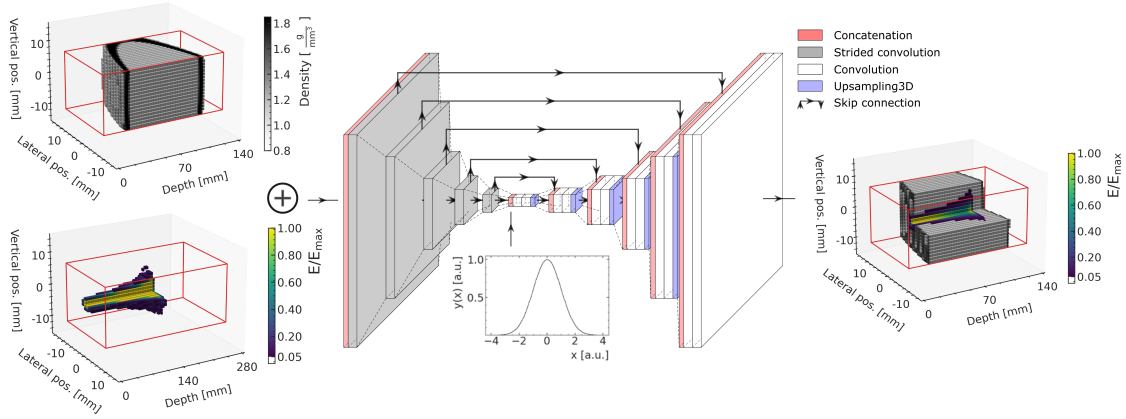 Vertical pos. [mm]
10
0
-10
Lateral pos. [mm]
10
0
-10
0
70
140
Depth [mm]
1.8
1.6
1.4
1.2
1.0
0.8
Density [ g/mm³ ]
Vertical pos. [mm]
10
0
-10
Lateral pos. [mm]
-10
0
10
0
140
280
Depth [mm]
1.00
0.80
0.60
0.40
0.20
0.05
E/Emax
y(x) [a.u.]
1.0
0.5
−4
−2
0
2
4
x [a.u.]
Concatenation
Strided convolution
Convolution
Upsampling3D
Skip connection
Vertical pos. [mm]
10
0
-10
Lateral pos. [mm]
10
0
-10
0
70
140
Depth [mm]
1.00
0.80
0.60
0.40
0.20
0.05
E/Emax